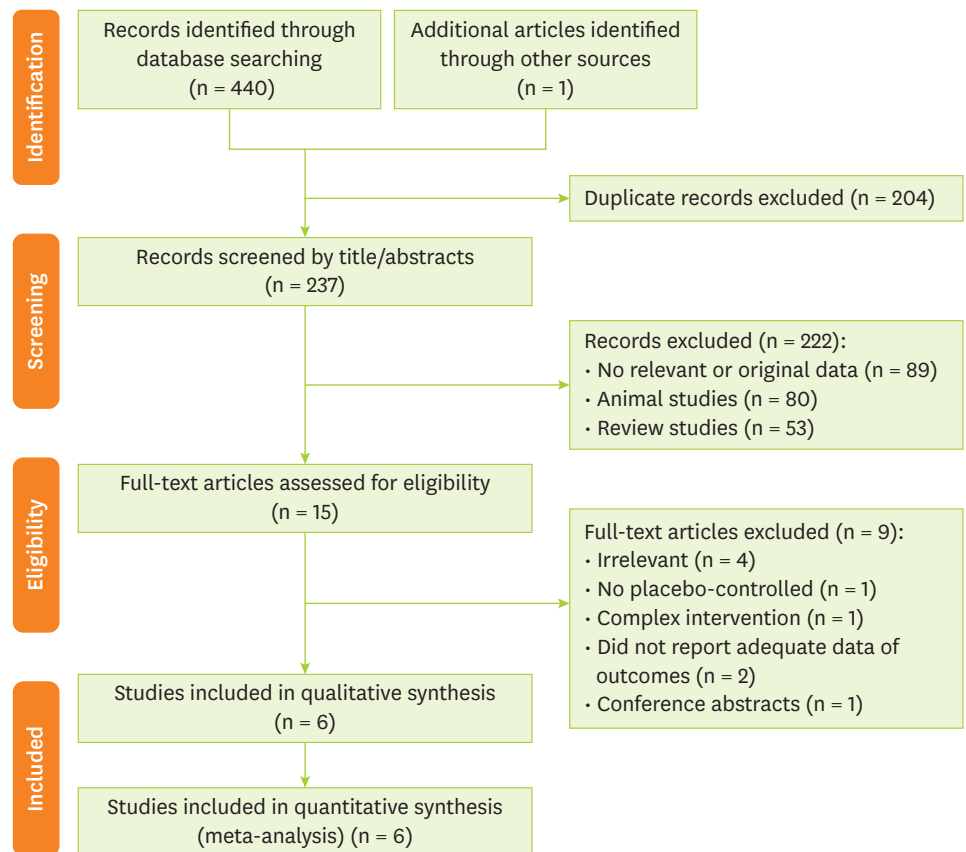 Identification
Records identified through
database searching
(n = 440)
Additional articles identified
through other sources
(n = 1)
Duplicate records excluded (n = 204)
Screening
Records screened by title/abstracts
(n = 237)
Records excluded (n = 222):
· No relevant or original data (n = 89)
· Animal studies (n = 80)
· Review studies (n = 53)
Eligibility
Full-text articles assessed for eligibility
(n = 15)
Full-text articles excluded (n = 9):
· Irrelevant (n = 4)
· No placebo-controlled (n = 1)
· Complex intervention (n = 1)
· Did not report adequate data of
outcomes (n = 2)
· Conference abstracts (n = 1)
Included
Studies included in qualitative synthesis
(n = 6)
Studies included in quantitative synthesis
(meta-analysis) (n = 6)